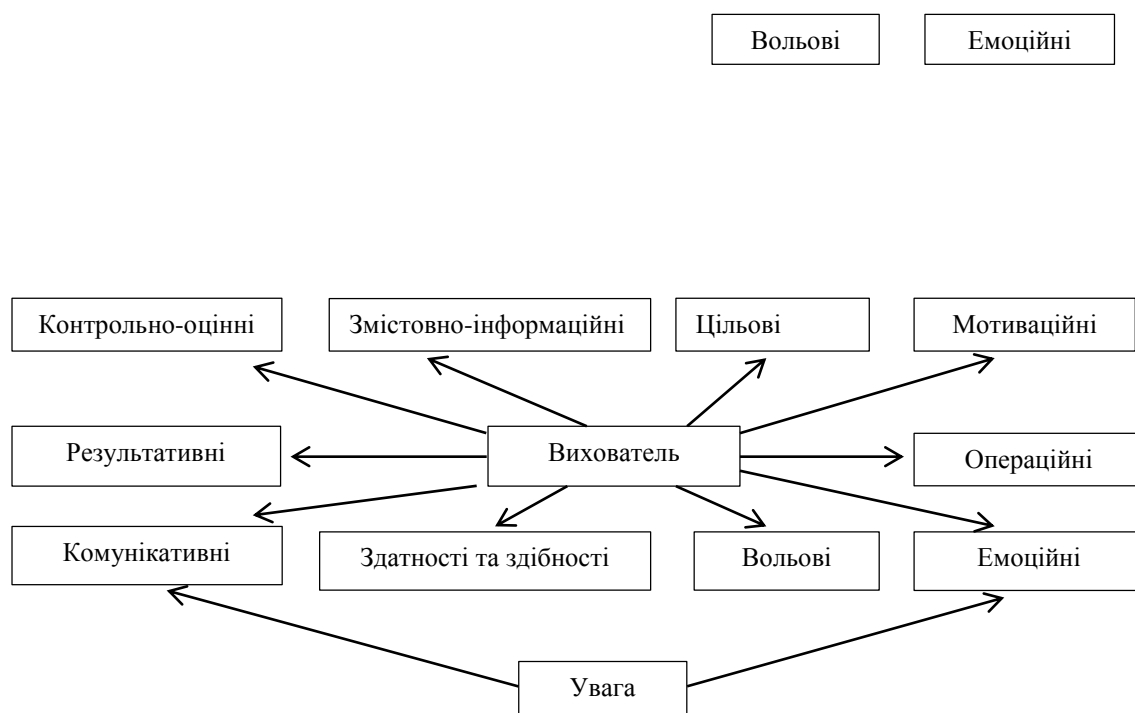 Вольові
Емоційні
Контрольно-оцінні
Змістовно-інформаційні
Цільові
Мотиваційні
Результативні
Вихователь
Операційні
Комунікативні
Здатності та здібності
Вольові
Емоційні
Увага